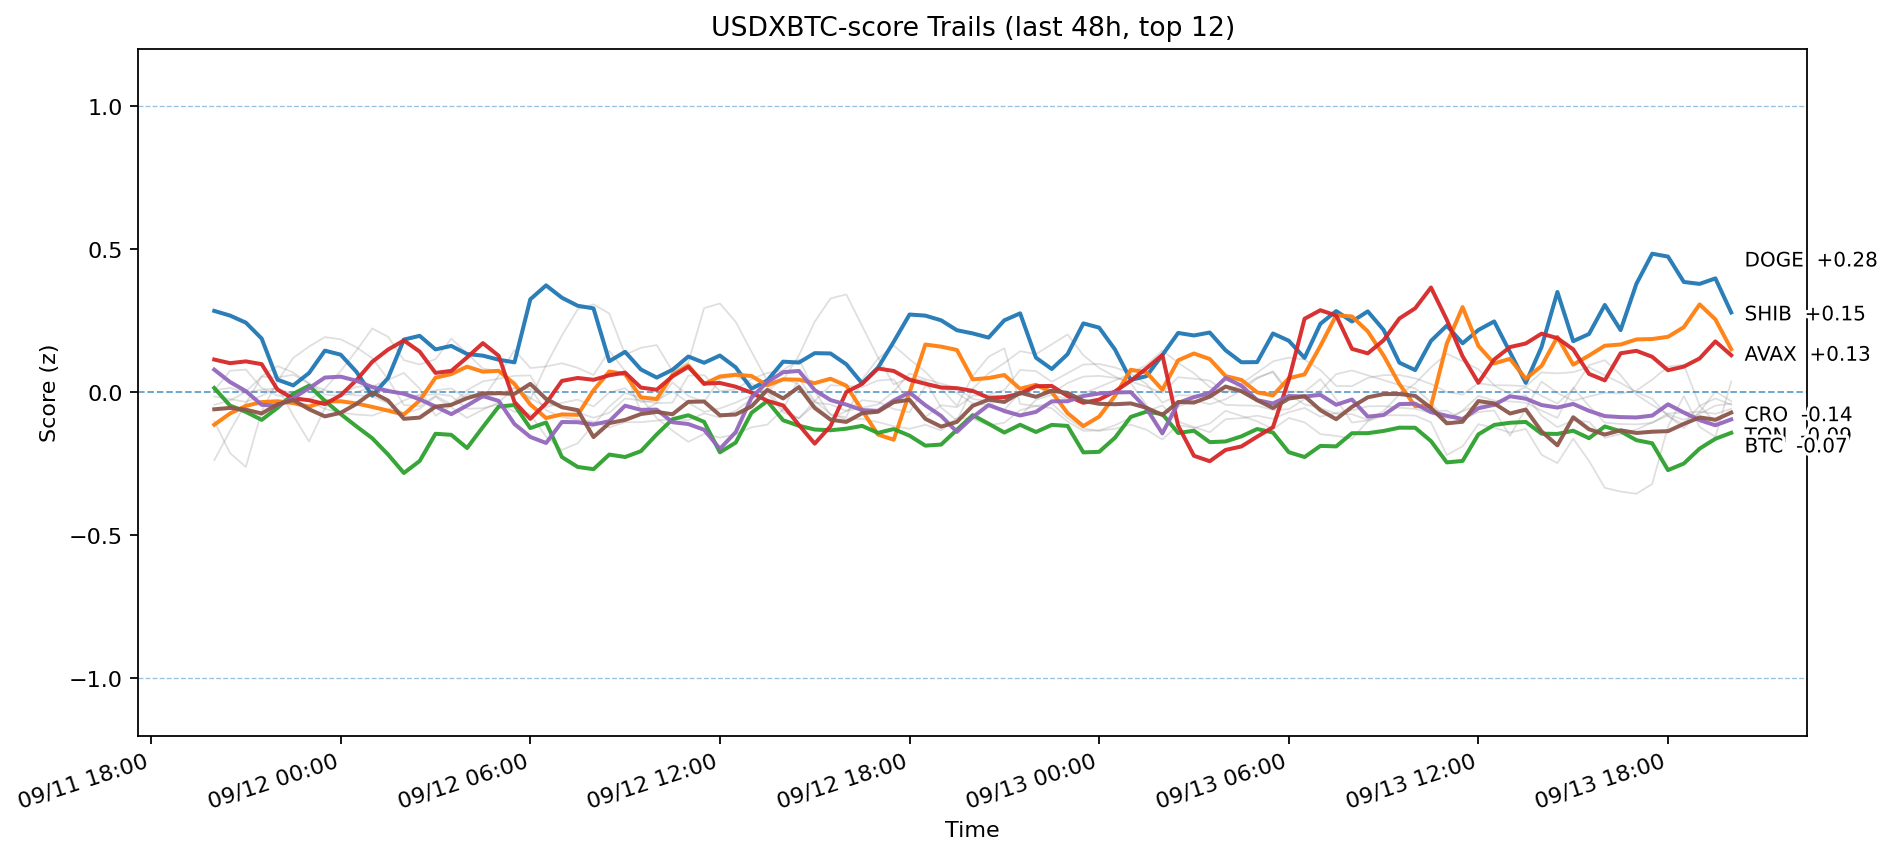 USDXBTC-score Trails (last 48h, top 12)
Score (z)
1.0
0.5
0.0
−0.5
−1.0
DOGE +0.28
SHIB +0.15
AVAX +0.13
CRO -0.14
TON -0.09
BTC -0.07
09/11 18:00
09/12 00:00
09/12 06:00
09/12 12:00
09/12 18:00
09/13 00:00
09/13 06:00
09/13 12:00
09/13 18:00
Time